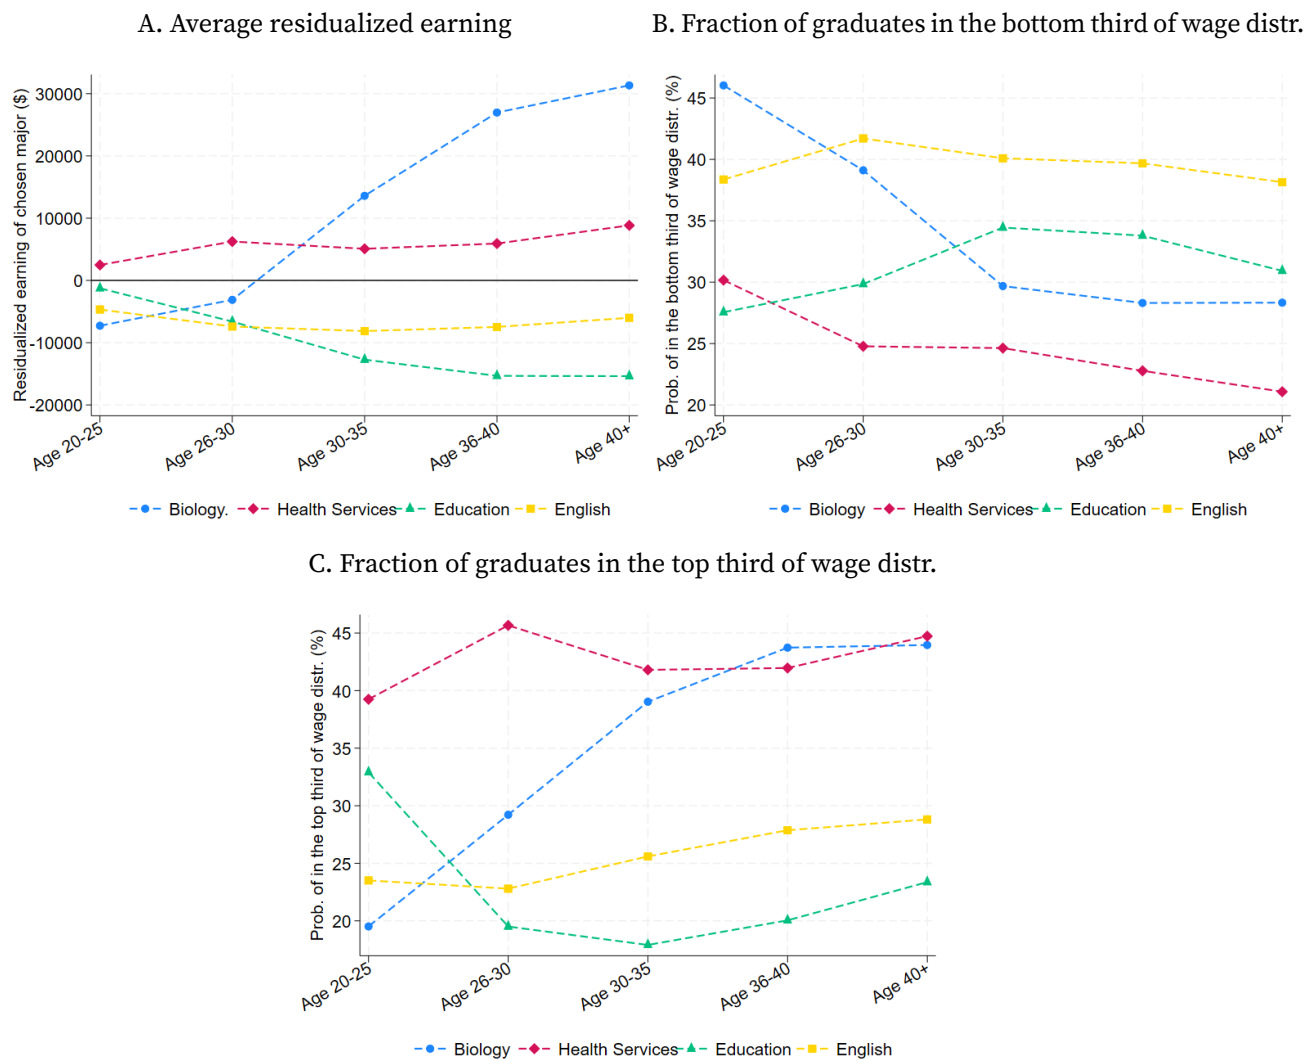 A. Average residualized earning
Residualized earning of chosen major ($)
30000
20000
10000
0
-10000
-20000
Age 20-25
Age 26-30
Age 30-35
Age 36-40
Age 40+
Biology. Health Services Education English
B. Fraction of graduates in the bottom third of wage distr.
Prob. of in the bottom third of wage distr. (%)
45
40
35
30
25
20
Age 20-25
Age 26-30
Age 30-35
Age 36-40
Age 40+
Biology Health Services Education English
C. Fraction of graduates in the top third of wage distr.
Prob. of in the top third of wage distr. (%)
45
40
35
30
25
20
Age 20-25
Age 26-30
Age 30-35
Age 36-40
Age 40+
Biology Health Services Education English